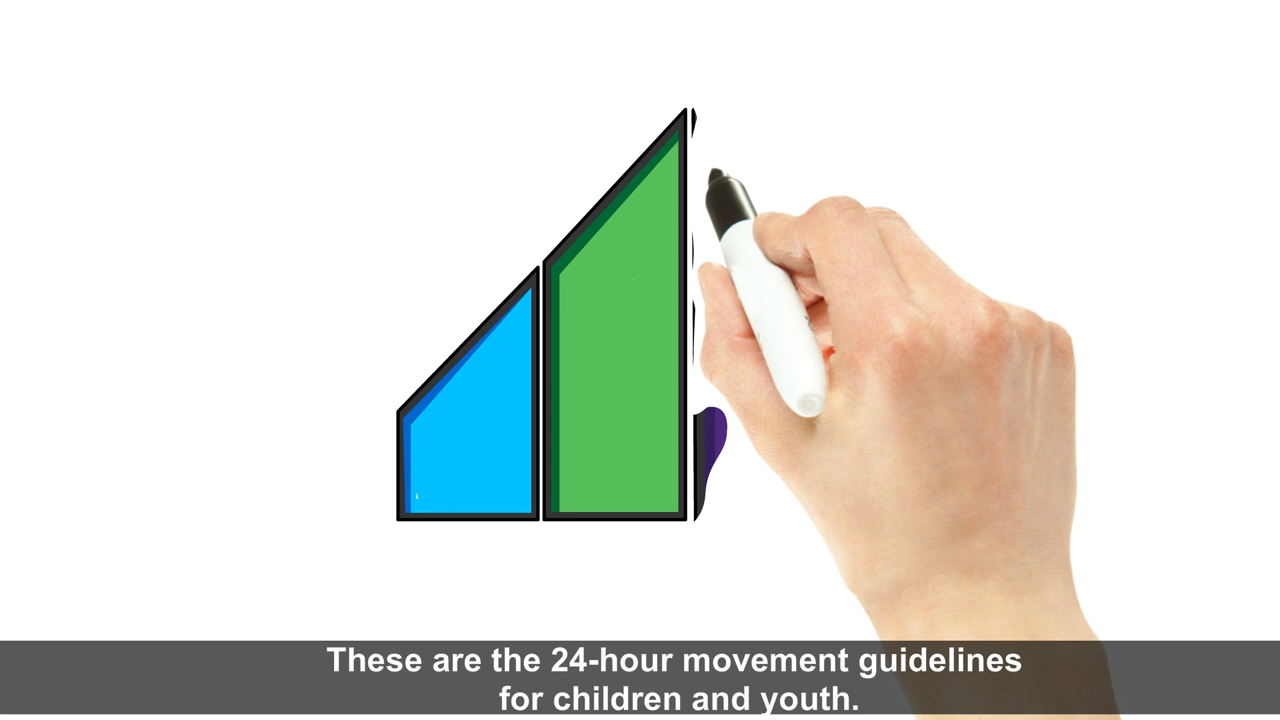 These are the 24-hour movement guidelines
for children and youth.